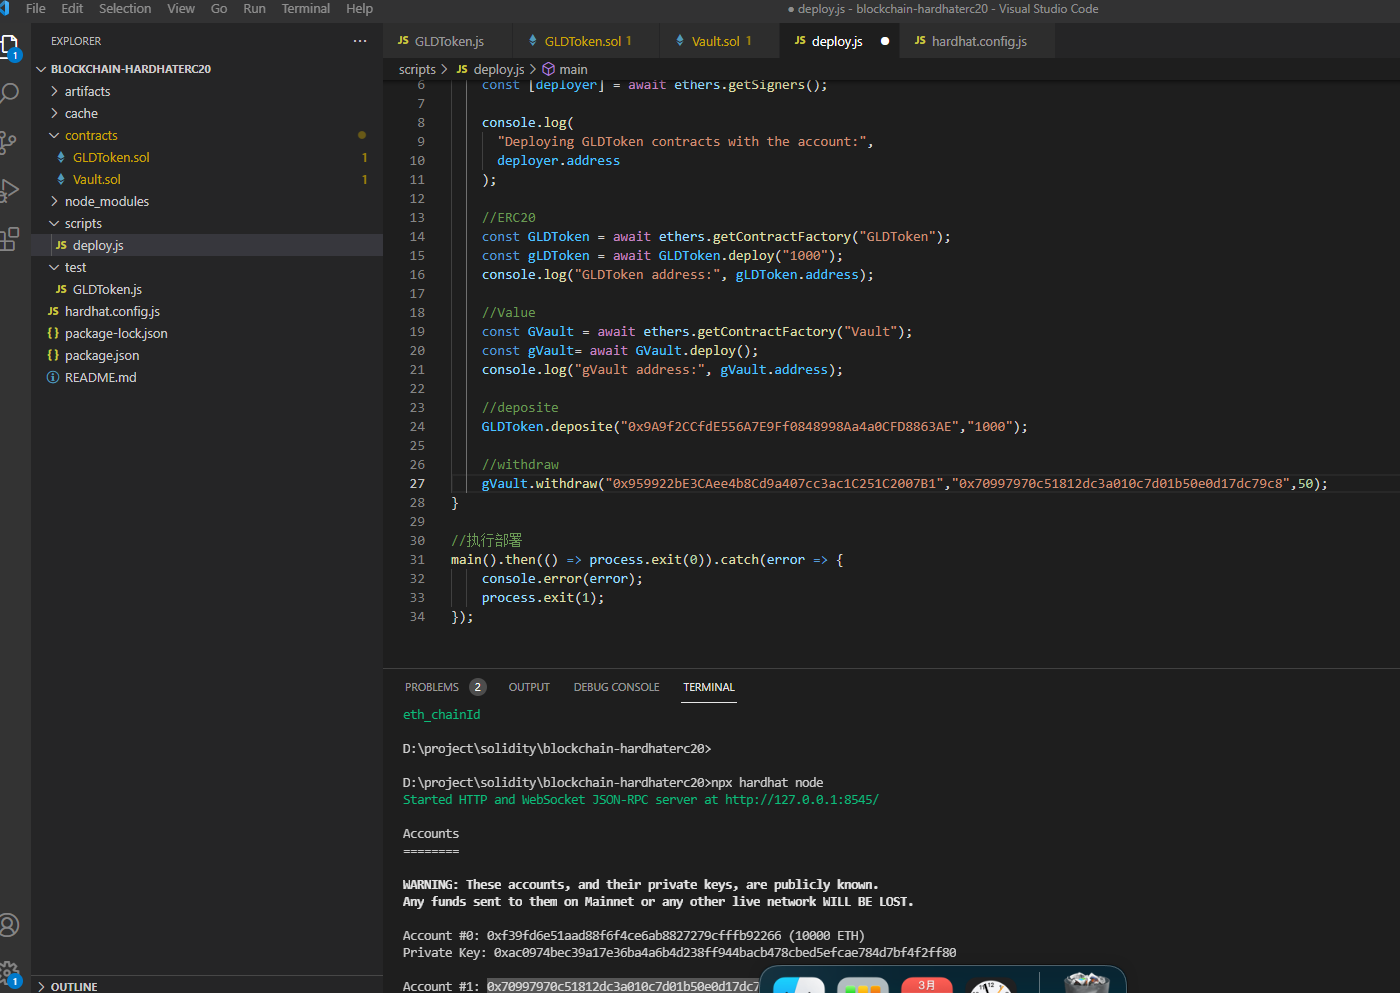 File Edit Selection View Go Run Terminal Help
● deploy.js - blockchain-hardhaterc20 - Visual Studio Code
EXPLORER
BLOCKCHAIN-HARDHATERC20
artifacts
cache
contracts
GLDToken.sol 1
Vault.sol 1
node_modules
scripts
JS deploy.js
test
JS GLDToken.js
JS hardhat.config.js
{} package-lock.json
{} package.json
README.md
OUTLINE
1
1
JS GLDToken.js GLDToken.sol 1 Vault.sol 1 JS deploy.js ● JS hardhat.config.js
scripts > JS deploy.js > main
6 const [deployer] = await ethers.getSigners();
7
8 console.log(
9 "Deploying GLDToken contracts with the account:",
10 deployer.address
11 );
12
13 //ERC20
14 const GLDToken = await ethers.getContractFactory("GLDToken");
15 const gLDToken = await GLDToken.deploy("1000");
16 console.log("GLDToken address:", gLDToken.address);
17
18 //Value
19 const GVault = await ethers.getContractFactory("Vault");
20 const gVault= await GVault.deploy();
21 console.log("gVault address:", gVault.address);
22
23 //deposite
24 GLDToken.deposite("0x9A9f2CCfdE556A7E9Ff0848998Aa4a0CFD8863AE","1000");
25
26 //withdraw
27 gVault.withdraw("0x959922bE3CAee4b8Cd9a407cc3ac1C251C2007B1","0x70997970c51812dc3a010c7d01b50e0d17dc79c8",50);
28 }
29
30 //执行部署
31 main().then(() => process.exit(0)).catch(error => {
32 console.error(error);
33 process.exit(1);
34 });
PROBLEMS 2 OUTPUT DEBUG CONSOLE TERMINAL
eth_chainId
D:\project\solidity\blockchain-hardhaterc20>
D:\project\solidity\blockchain-hardhaterc20>npx hardhat node
Started HTTP and WebSocket JSON-RPC server at http://127.0.0.1:8545/
Accounts
========
WARNING: These accounts, and their private keys, are publicly known.
Any funds sent to them on Mainnet or any other live network WILL BE LOST.
Account #0: 0xf39fd6e51aad88f6f4ce6ab8827279cfffb92266 (10000 ETH)
Private Key: 0xac0974bec39a17e36ba4a6b4d238ff944bacb478cbed5efcae784d7bf4f2ff80
Account #1: 0x70997970c51812dc3a010c7d01b50e0d17dc7
3月